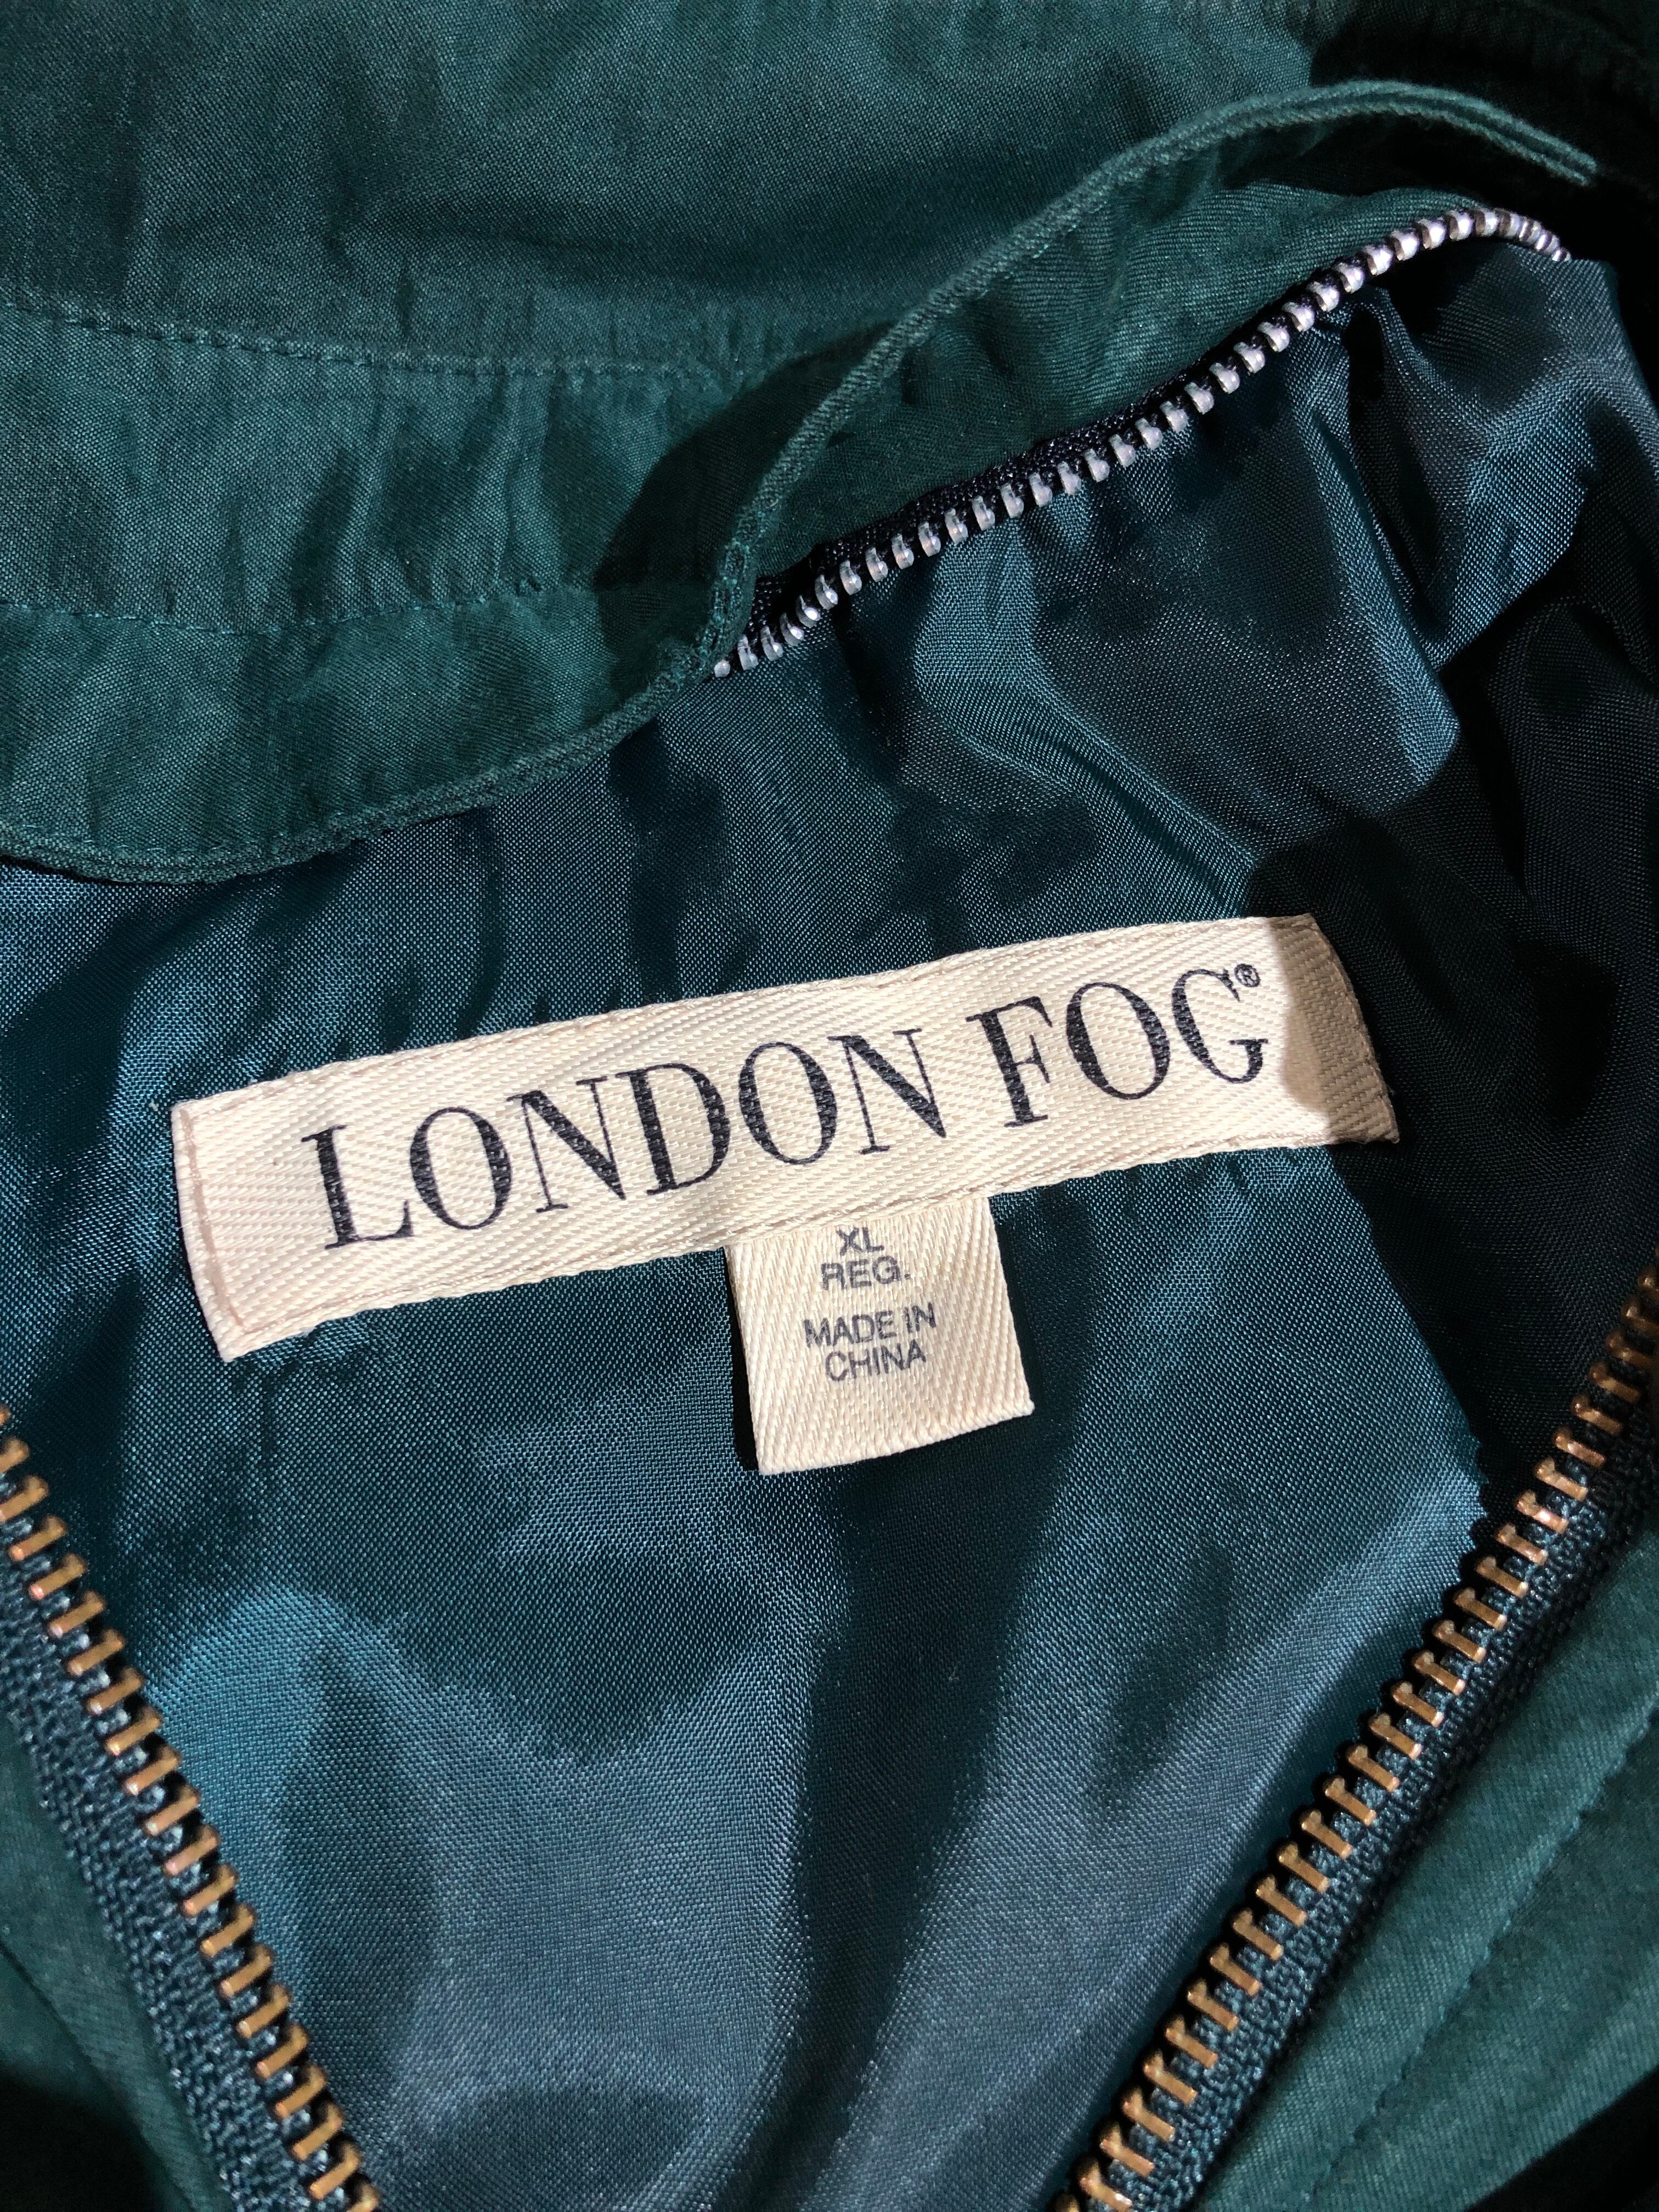 LONDON FOG®
XL
REG.
MADE IN
CHINA